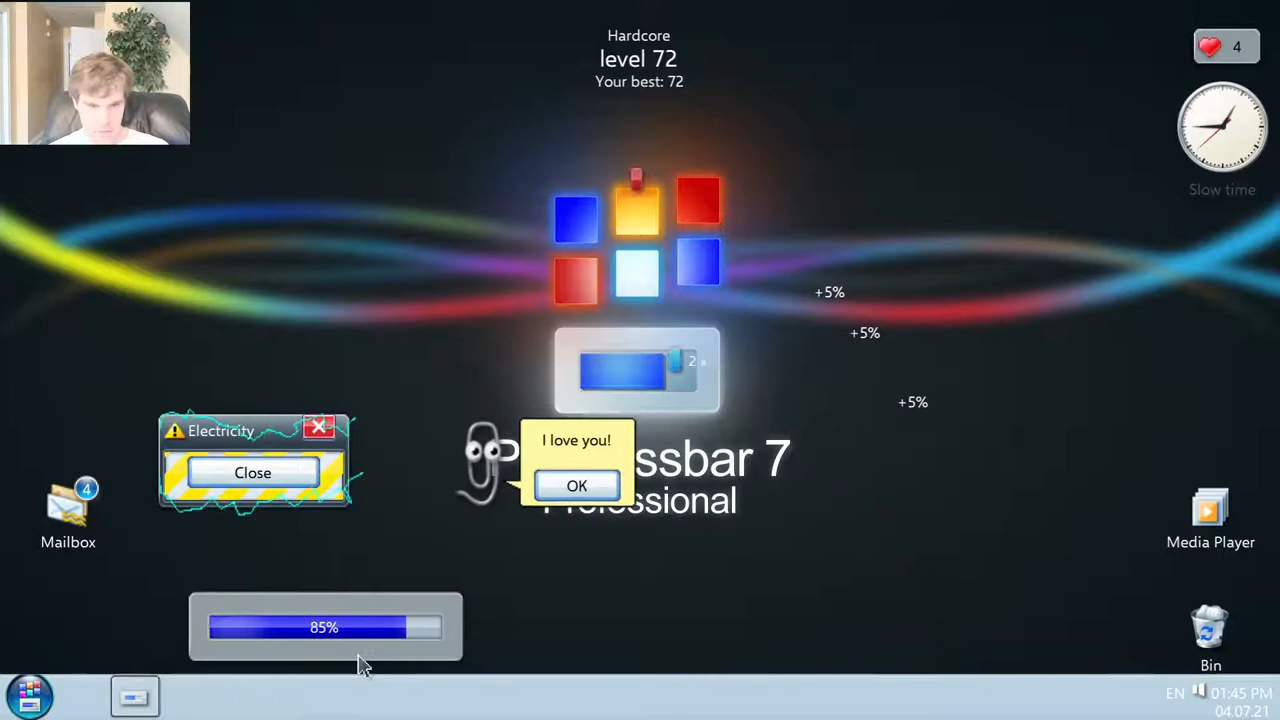 Hardcore
level 72
Your best: 72
4
Slow time
+5%
+5%
2 x
+5%
Electricity
Close
I love you!
OK
ssbar 7
ssional
4
Mailbox
Media Player
85%
Bin
EN 01:45 PM
04.07.21